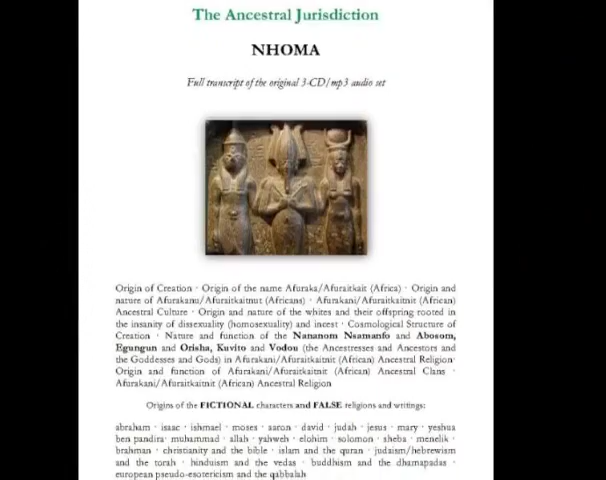 The Ancestral Jurisdiction
NHOMA
Full transcript of the original 3-CD/mp3 audio set
Origin of Creation · Origin of the name Afuraka/Afuraitkait (Africa) · Origin and
nature of Afurakanu/Afuraitkaitnut (Africans) · Afurakani/Afuraitkaitnit (African)
Ancestral Culture · Origin and nature of the whites and their offspring rooted in
the insanity of dissexuality (homosexuality) and incest · Cosmological Structure of
Creation · Nature and function of the Nananom Nsamanfo and Abosom,
Egungun and Orisha, Kuvito and Vodou (the Ancestresses and Ancestors and
the Goddesses and Gods) in Afurakani/Afuraitkaitnit (African) Ancestral Religion·
Origin and function of Afurakani/Afuraitkaitnit (African) Ancestral Clans ·
Afurakani/Afuraitkaitnit (African) Ancestral Religion
Origins of the FICTIONAL characters and FALSE religions and writings:
abraham · isaac · ishmael · moses · aaron · david · judah · jesus · mary · yeshua
ben pandira· muhammad · allah · yahweh · elohim · solomon · sheba · menelik ·
brahman · christianity and the bible · islam and the quran · judaism/hebrewism
and the torah · hinduism and the vedas · buddhism and the dhamapadas ·
european pseudo-esotericism and the qabbalah